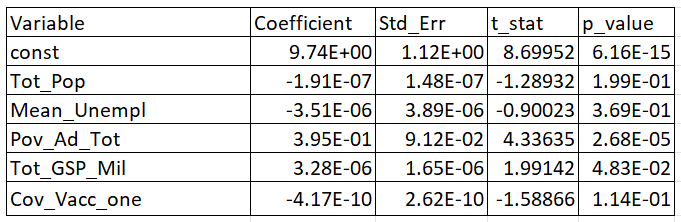 Variable Coefficient Std_Err t_stat p_value
const 9.74E+00 1.12E+00 8.69952 6.16E-15
Tot_Pop -1.91E-07 1.48E-07 -1.28932 1.99E-01
Mean_Unempl -3.51E-06 3.89E-06 -0.90023 3.69E-01
Pov_Ad_Tot 3.95E-01 9.12E-02 4.33635 2.68E-05
Tot_GSP_Mil 3.28E-06 1.65E-06 1.99142 4.83E-02
Cov_Vacc_one -4.17E-10 2.62E-10 -1.58866 1.14E-01